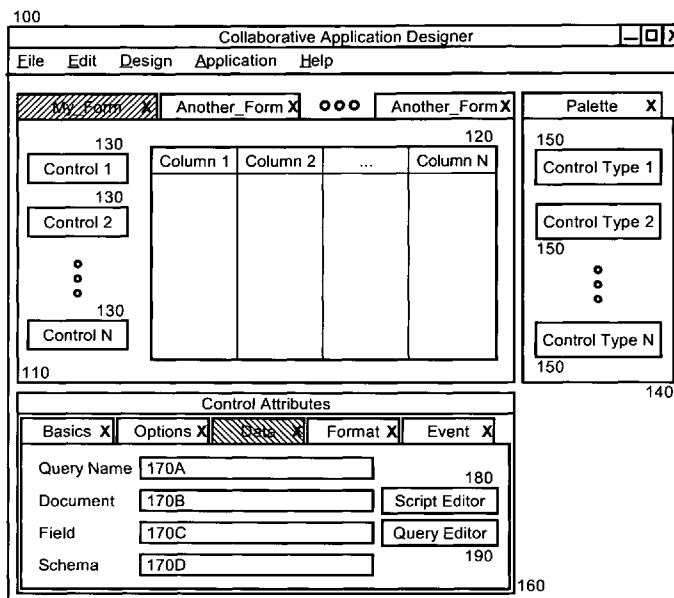 100
Collaborative Application Designer
File Edit Design Application Help
My_Form X Another_Form X Another_Form X
Palette X
130
Control 1
130
Control 2
130
Control N
110
120
Column 1 Column 2 ... Column N
150
Control Type 1
Control Type 2
150
Control Type N
150
140
Control Attributes
Basics X Options X Data X Format X Event X
Query Name 170A
Document 170B
Field 170C
Schema 170D
180
Script Editor
Query Editor
190
160